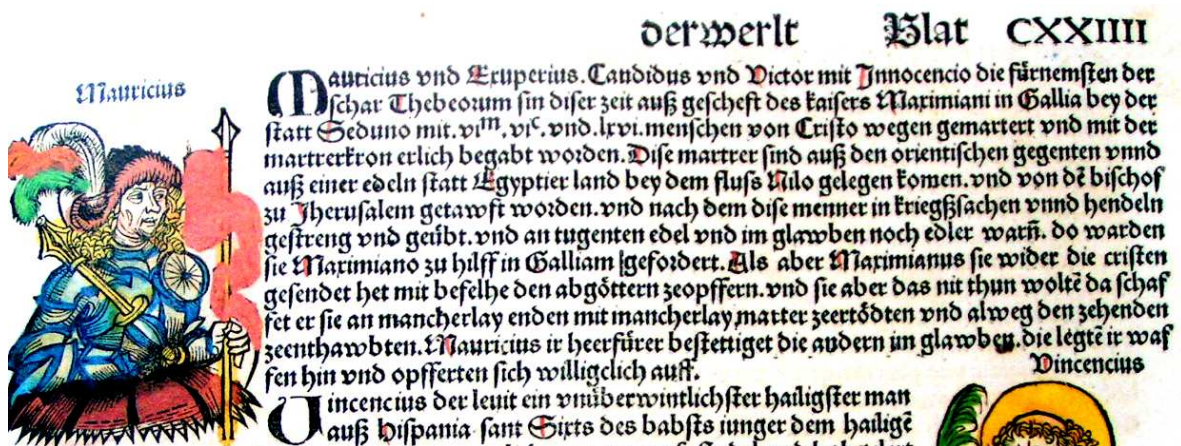 der werlt Blat CXXIIII
Mauricius
Mauricius vnd Exuperius. Candidus vnd Victor mit Innocencio die fürnemsten der
schar Thebeorum sin diser zeit auß gescheft des kaisers Maximiani in Gallia bey der
statt Seduno mit. vi^m. vi^c. vnd. lxvi. menschen von Cristo wegen gemartert vnd mit der
martrerkron erlich begabt worden. Dise martrer sind auß den orientischen gegenten vnnd
auß einer edeln statt Egyptier land bey dem fluss Nilo gelegen komen. vnd von dē bischof
zu Jherusalem getawft worden. vnd nach dem dise menner in kriegßsachen vnnd hendeln
gestreng vnd geübt. vnd an tugenten edel vnd im glawben noch edler warn̄. do warden
sie Maximiano zu hilff in Galliam gefordert. Als aber Maximianus sie wider die cristen
gesendet het mit befelhe den abgöttern zeopffern. vnd sie aber das nit thun woltē da schaf
fet er sie an mancherlay enden mit mancherlay marter zeertödten vnd alweg den zehenden
zeenthawbten. Mauricius ir heerfürer bestettiget die andern im glawben. die legtē ir waf
fen hin vnd opfferten sich willigclich auff.
Vincencius
Vincencius der leuit ein vnüberwintlichster hailigster man
auß Hispania sant Sixts des babsts iunger dem hailigē